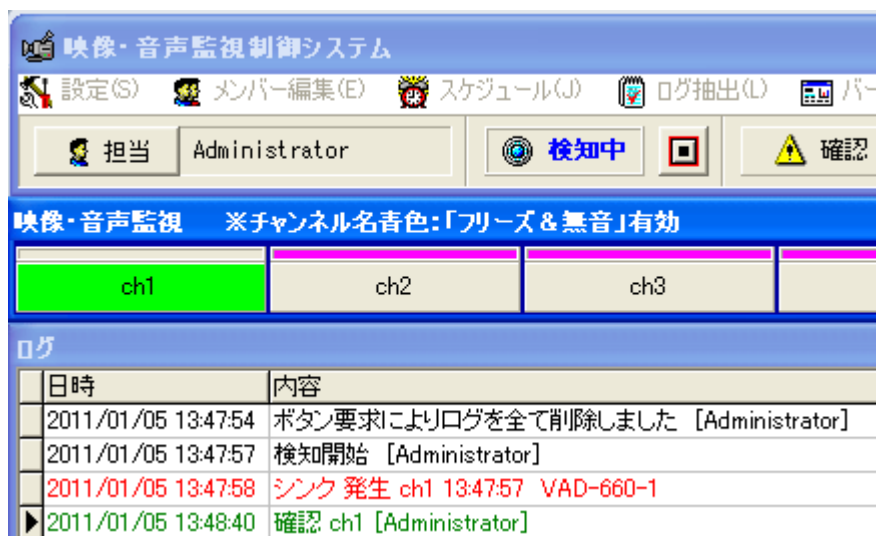 映像・音声監視制御システム
設定(S) メンバー編集(E) スケジュール(J) ログ抽出(L) バー
担当 Administrator 検知中 確認
映像・音声監視 ※チャンネル名青色:「フリーズ&無音」有効
ch1 ch2 ch3
ログ
日時 内容
2011/01/05 13:47:54 ボタン要求によりログを全て削除しました [Administrator]
2011/01/05 13:47:57 検知開始 [Administrator]
2011/01/05 13:47:58 シンク 発生 ch1 13:47:57 VAD-660-1
2011/01/05 13:48:40 確認 ch1 [Administrator]